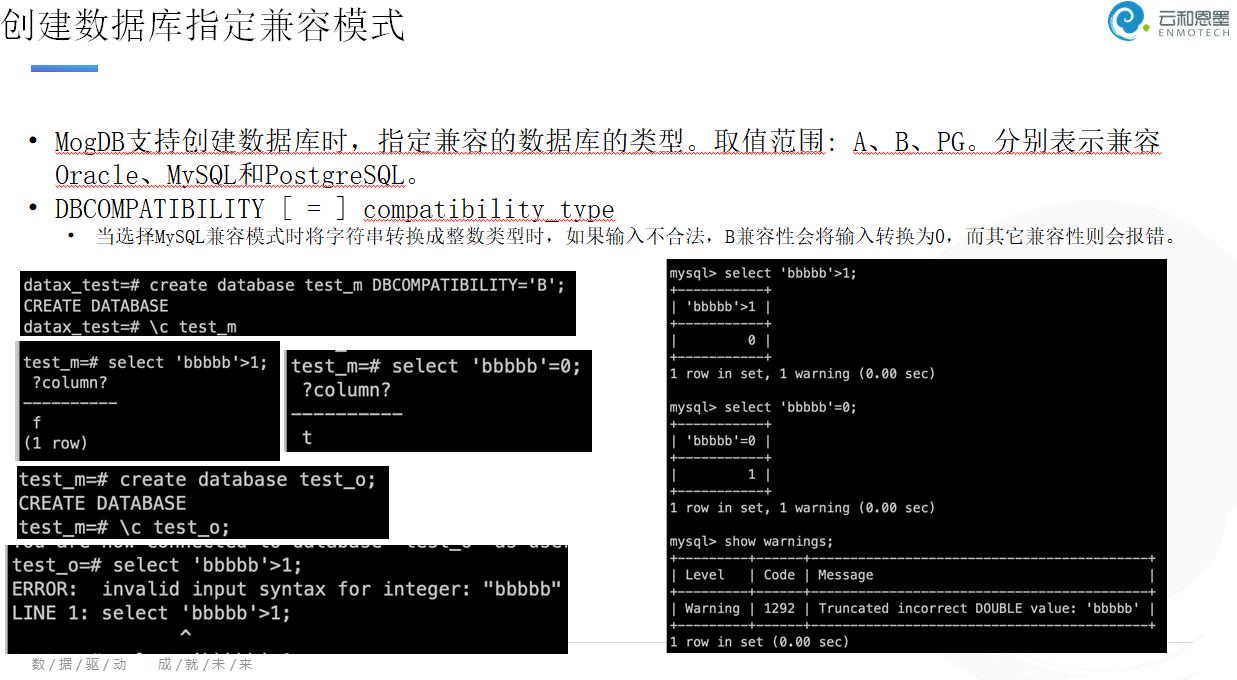 创建数据库指定兼容模式
云和恩墨
ENMOTECH
• MogDB支持创建数据库时，指定兼容的数据库的类型。取值范围: A、B、PG。分别表示兼容
Oracle、MySQL和PostgreSQL。
• DBCOMPATIBILITY [ = ] compatibility_type
• 当选择MySQL兼容模式时将字符串转换成整数类型时，如果输入不合法，B兼容性会将输入转换为0，而其它兼容性则会报错。
datax_test=# create database test_m DBCOMPATIBILITY='B';
CREATE DATABASE
datax_test=# \c test_m
test_m=# select 'bbbbb'>1;
?column?
----------
f
(1 row)
test_m=# select 'bbbbb'=0;
?column?
----------
t
test_m=# create database test_o;
CREATE DATABASE
test_m=# \c test_o;
You are now connected to database "test_o" as user
test_o=# select 'bbbbb'>1;
ERROR:  invalid input syntax for integer: "bbbbb"
LINE 1: select 'bbbbb'>1;
^
mysql> select 'bbbbb'>1;
+-----------+
| 'bbbbb'>1 |
+-----------+
|         0 |
+-----------+
1 row in set, 1 warning (0.00 sec)
mysql> select 'bbbbb'=0;
+-----------+
| 'bbbbb'=0 |
+-----------+
|         1 |
+-----------+
1 row in set, 1 warning (0.00 sec)
mysql> show warnings;
+---------+------+-------------------------------------------+
| Level   | Code | Message                                   |
+---------+------+-------------------------------------------+
| Warning | 1292 | Truncated incorrect DOUBLE value: 'bbbbb' |
+---------+------+-------------------------------------------+
1 row in set (0.00 sec)
数/据/驱/动 成/就/未/来